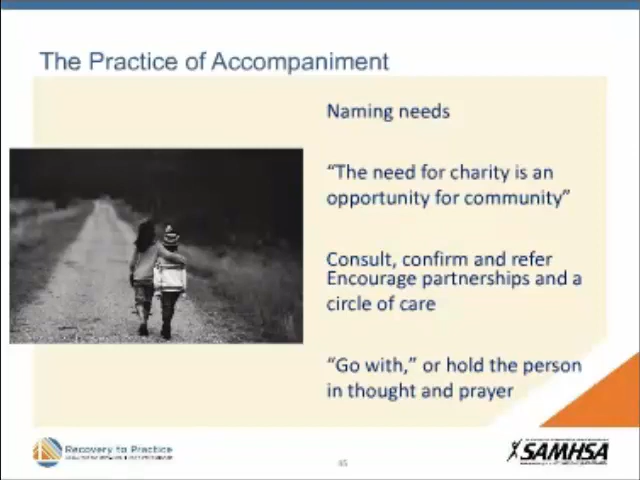 The Practice of Accompaniment
Naming needs
“The need for charity is an
opportunity for community”
Consult, confirm and refer
Encourage partnerships and a
circle of care
“Go with,” or hold the person
in thought and prayer
Recovery to Practice
SAMHSA